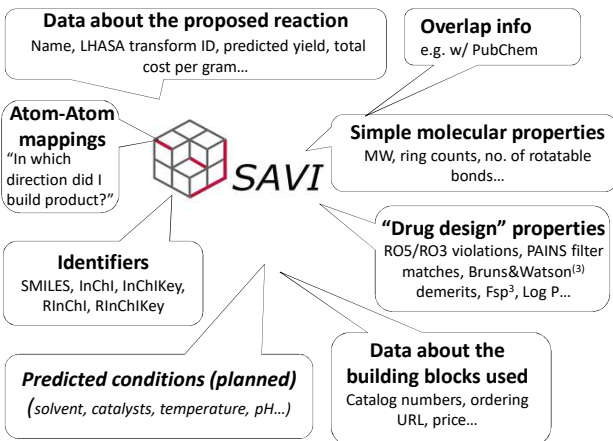 Data about the proposed reaction
Name, LHASA transform ID, predicted yield, total
cost per gram…
Overlap info
e.g. w/ PubChem
Atom-Atom
mappings
“In which
direction did I
build product?”
SAVI
Simple molecular properties
MW, ring counts, no. of rotatable
bonds…
“Drug design” properties
RO5/RO3 violations, PAINS filter
matches, Bruns&Watson(3)
demerits, Fsp3, Log P…
Identifiers
SMILES, InChI, InChIKey,
RInChI, RInChIKey
Data about the
building blocks used
Catalog numbers, ordering
URL, price…
Predicted conditions (planned)
(solvent, catalysts, temperature, pH…)